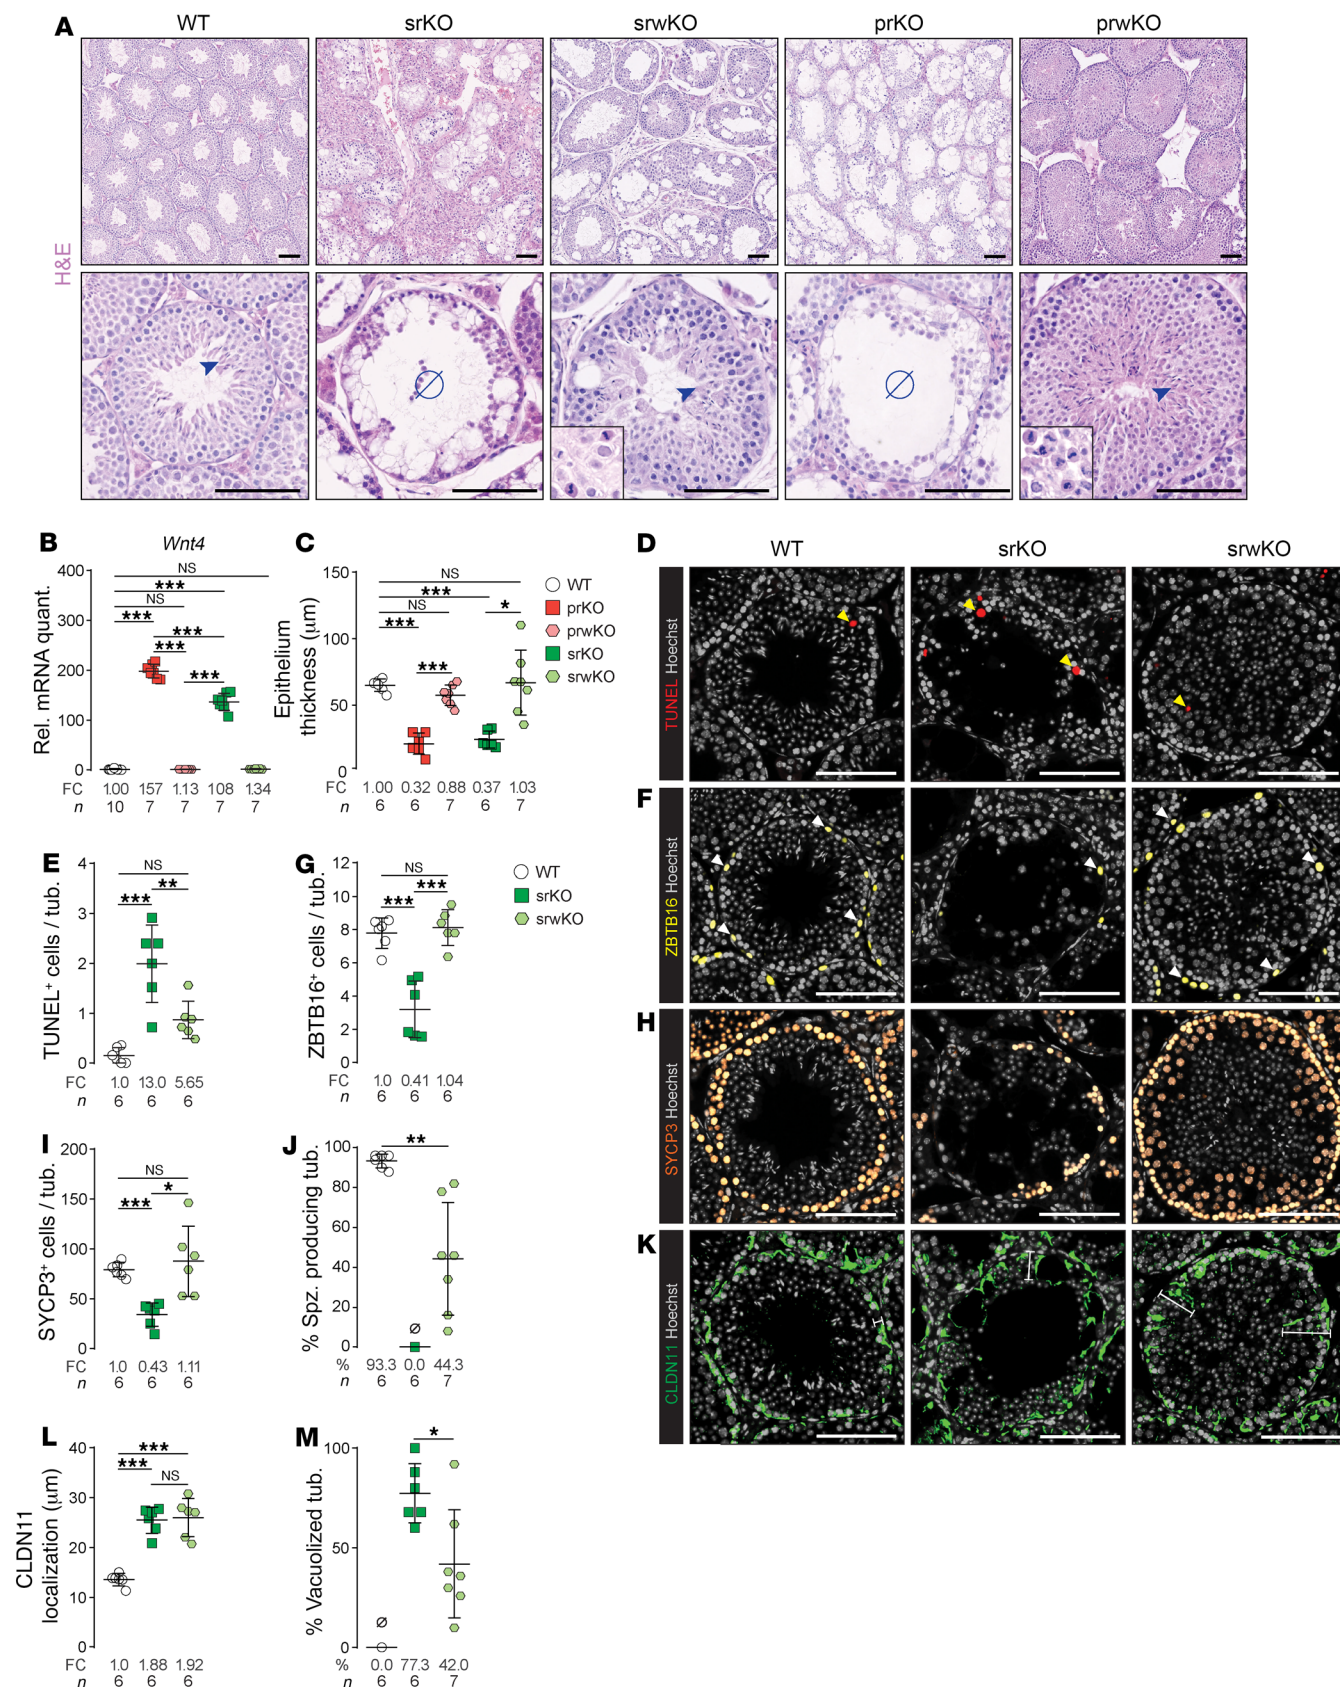 A
WT srKO srwKO prKO prwKO
H&E
B
Wnt4
Rel. mRNA quant.
400
300
200
100
0
NS
***
NS
***
***
***
***
FC 1.00 157 1.13 108 1.34
n 10 7 7 7 7
C
Epithelium
thickness (μm)
150
100
50
0
NS
***
NS
***
*
***
FC 1.00 0.32 0.88 0.37 1.03
n 6 6 7 6 7
WT
prKO
prwKO
srKO
srwKO
D
WT srKO srwKO
TUNEL Hoechst
E
TUNEL+ cells / tub.
4
3
2
1
0
NS
**
***
FC 1.0 13.0 5.65
n 6 6 6
F
ZBTB16 Hoechst
G
ZBTB16+ cells / tub.
12
10
8
6
4
2
0
NS
***
***
FC 1.0 0.41 1.04
n 6 6 6
WT
srKO
srwKO
H
SYCP3 Hoechst
I
SYCP3+ cells / tub.
200
150
100
50
0
NS
*
***
FC 1.0 0.43 1.11
n 6 6 6
J
% Spz. producing tub.
100
80
60
40
20
0
**
% 93.3 0.0 44.3
n 6 6 7
K
CLDN11 Hoechst
L
CLDN11
localization (μm)
40
30
20
10
0
***
***
NS
FC 1.0 1.88 1.92
n 6 6 6
M
% Vacuolized tub.
100
50
0
*
% 0.0 77.3 42.0
n 6 6 7